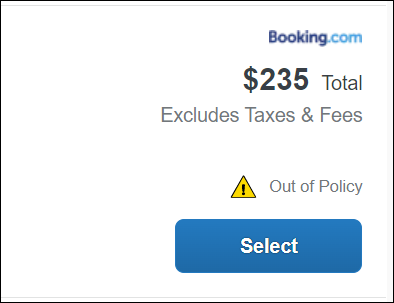 Booking.com
$235 Total
Excludes Taxes & Fees
Out of Policy
Select